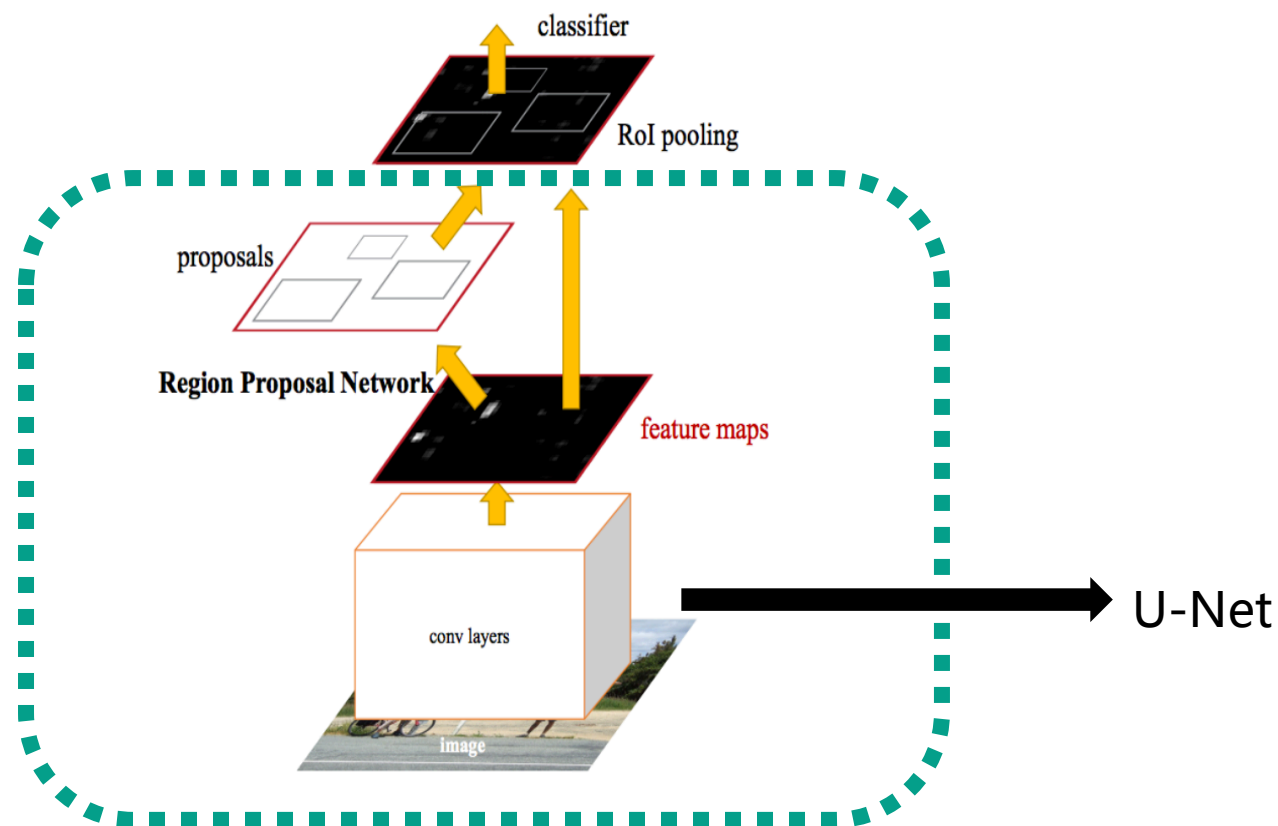 classifier
RoI pooling
proposals
Region Proposal Network
feature maps
conv layers
U-Net
image